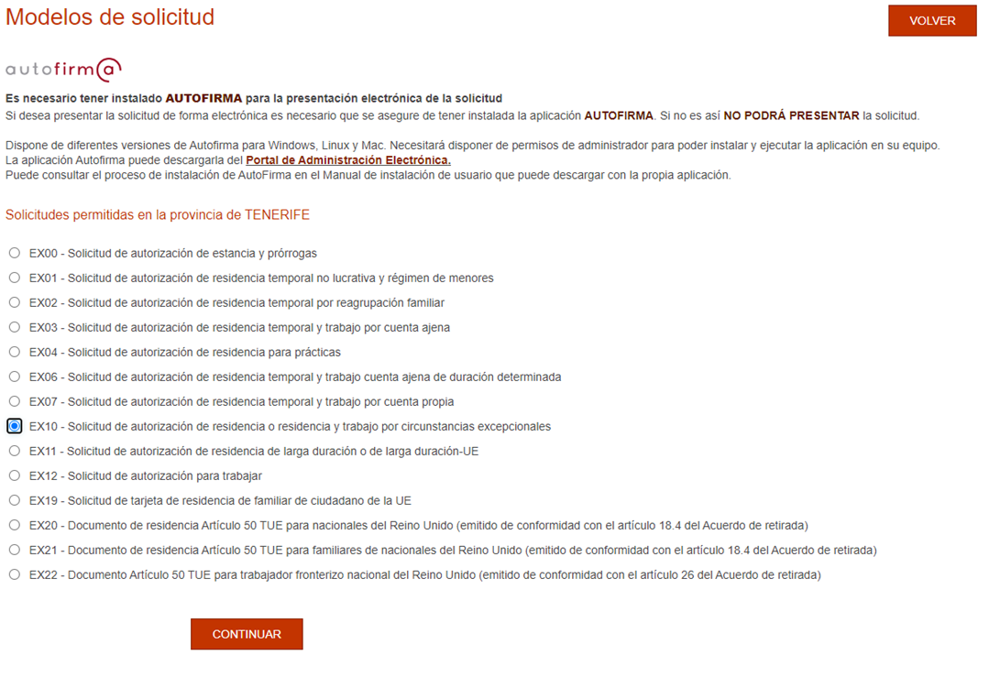 Modelos de solicitud
VOLVER
autofirm@
Es necesario tener instalado AUTOFIRMA para la presentación electrónica de la solicitud
Si desea presentar la solicitud de forma electrónica es necesario que se asegure de tener instalada la aplicación AUTOFIRMA. Si no es así NO PODRÁ PRESENTAR la solicitud.
Dispone de diferentes versiones de Autofirma para Windows, Linux y Mac. Necesitará disponer de permisos de administrador para poder instalar y ejecutar la aplicación en su equipo.
La aplicación Autofirma puede descargarla del Portal de Administración Electrónica.
Puede consultar el proceso de instalación de AutoFirma en el Manual de instalación de usuario que puede descargar con la propia aplicación.
Solicitudes permitidas en la provincia de TENERIFE
EX00 - Solicitud de autorización de estancia y prórrogas
EX01 - Solicitud de autorización de residencia temporal no lucrativa y régimen de menores
EX02 - Solicitud de autorización de residencia temporal por reagrupación familiar
EX03 - Solicitud de autorización de residencia temporal y trabajo por cuenta ajena
EX04 - Solicitud de autorización de residencia para prácticas
EX06 - Solicitud de autorización de residencia temporal y trabajo cuenta ajena de duración determinada
EX07 - Solicitud de autorización de residencia temporal y trabajo por cuenta propia
EX10 - Solicitud de autorización de residencia o residencia y trabajo por circunstancias excepcionales
EX11 - Solicitud de autorización de residencia de larga duración o de larga duración-UE
EX12 - Solicitud de autorización para trabajar
EX19 - Solicitud de tarjeta de residencia de familiar de ciudadano de la UE
EX20 - Documento de residencia Artículo 50 TUE para nacionales del Reino Unido (emitido de conformidad con el artículo 18.4 del Acuerdo de retirada)
EX21 - Documento de residencia Artículo 50 TUE para familiares de nacionales del Reino Unido (emitido de conformidad con el artículo 18.4 del Acuerdo de retirada)
EX22 - Documento Artículo 50 TUE para trabajador fronterizo nacional del Reino Unido (emitido de conformidad con el artículo 26 del Acuerdo de retirada)
CONTINUAR